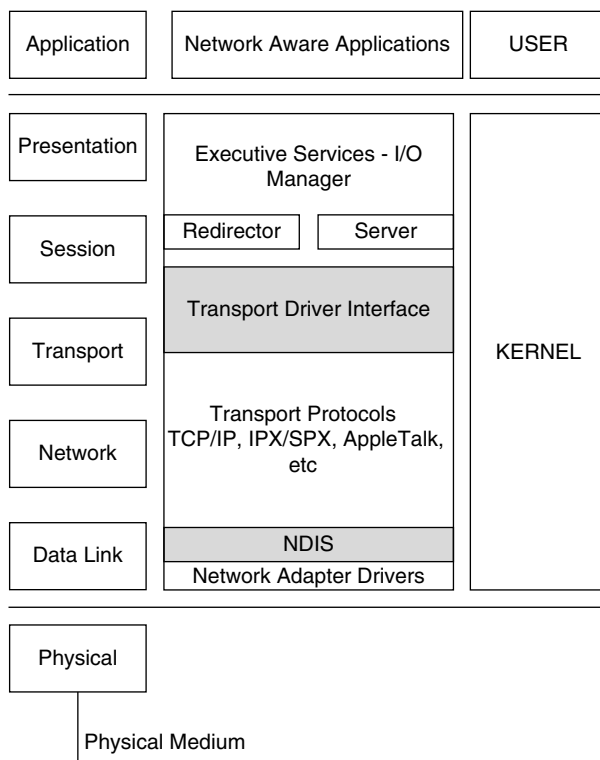 Application
Network Aware Applications
USER
Presentation
Executive Services - I/O
Manager
Redirector
Server
Session
Transport Driver Interface
Transport
KERNEL
Transport Protocols
TCP/IP, IPX/SPX, AppleTalk,
etc
Network
Data Link
NDIS
Network Adapter Drivers
Physical
Physical Medium